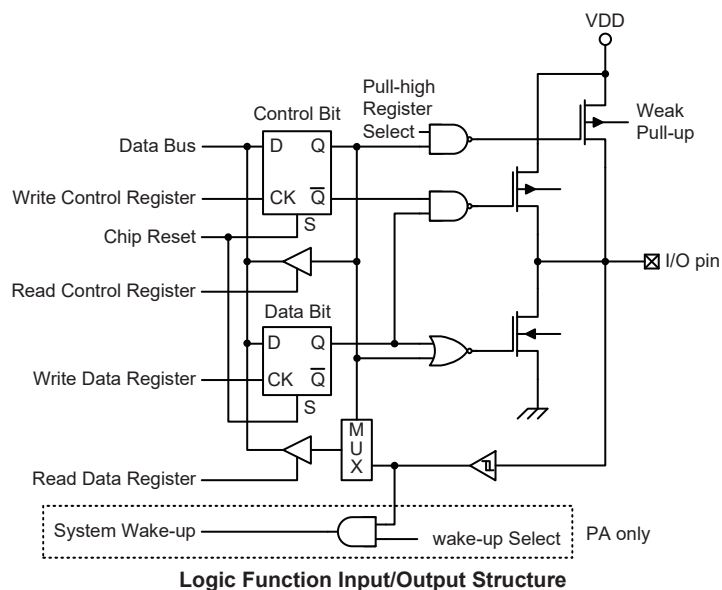 VDD
Pull-high
Register
Select
Weak
Pull-up
Control Bit
Data Bus
D
Q
Write Control Register
CK
Q
S
Chip Reset
I/O pin
Read Control Register
Data Bit
D
Q
Write Data Register
CK
Q
S
M
U
X
Read Data Register
System Wake-up
wake-up Select
PA only
Logic Function Input/Output Structure